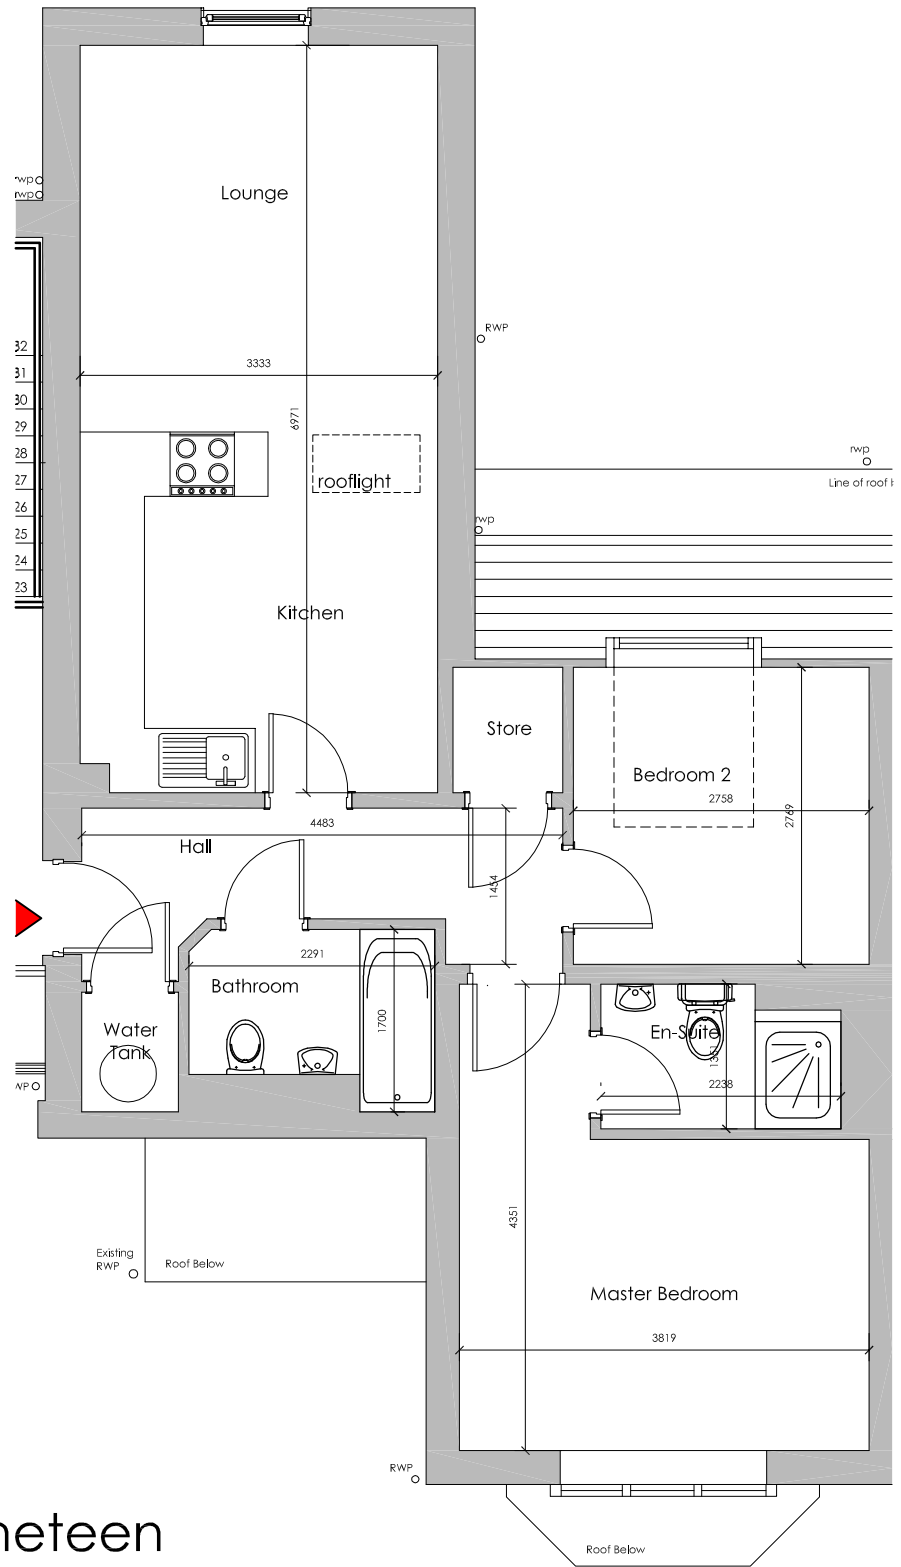 Lounge
rwp
rwp
RWP
3333
32
31
30
29
28
27
26
25
24
23
6971
rooflight
rwp
Line of roof
rwp
Kitchen
Store
Bedroom 2
2758
2769
4483
Hall
1454
2291
Bathroom
1700
Water
Tank
En-Suite
1351
2238
WP
4351
Existing
RWP
Roof Below
Master Bedroom
3819
RWP
neteen
Roof Below